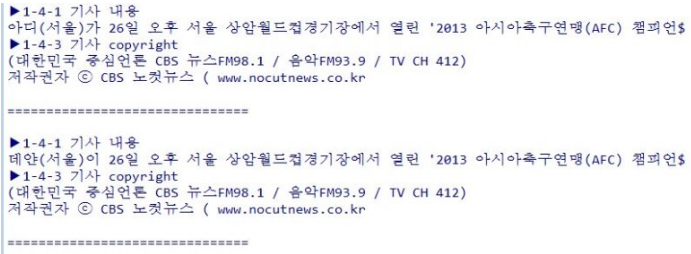 ▶1-4-1 기사 내용
아디(서울)가 26일 오후 서울 상암월드컵경기장에서 열린 '2013 아시아축구연맹(AFC) 챔피언$
▶1-4-3 기사 copyright
(대한민국 중심언론 CBS 뉴스FM98.1 / 음악FM93.9 / TV CH 412)
저작권자 ⓒ CBS 노컷뉴스 ( www.nocutnews.co.kr
===============================
▶1-4-1 기사 내용
데얀(서울)이 26일 오후 서울 상암월드컵경기장에서 열린 '2013 아시아축구연맹(AFC) 챔피언$
▶1-4-3 기사 copyright
(대한민국 중심언론 CBS 뉴스FM98.1 / 음악FM93.9 / TV CH 412)
저작권자 ⓒ CBS 노컷뉴스 ( www.nocutnews.co.kr
===============================